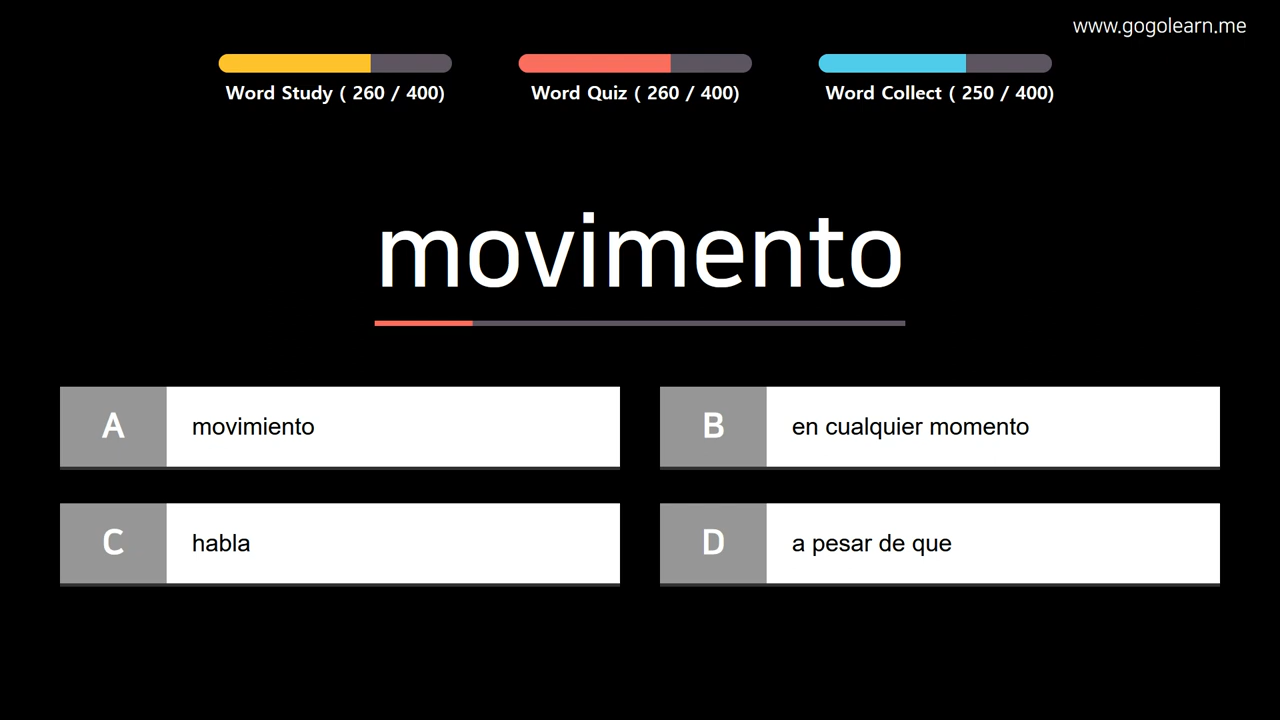 www.gogolearn.me
Word Study ( 260 / 400)
Word Quiz ( 260 / 400)
Word Collect ( 250 / 400)
movimento
A movimiento
B en cualquier momento
C habla
D a pesar de que